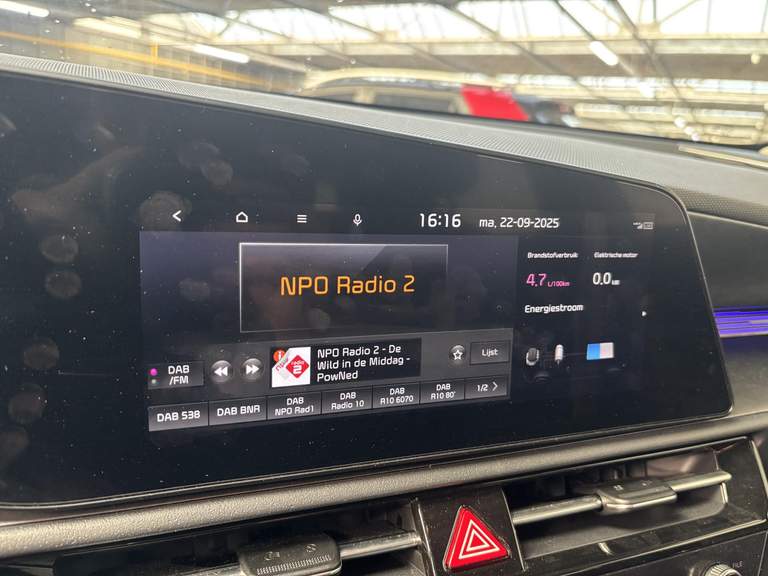 16:16 ma, 22-09-2025
NPO Radio 2
Brandstofverbruik
Elektrische motor
4.7 L/100km
0.0 kW
Energiestroom
DAB
/FM
NPO Radio 2 - De
Wild in de Middag -
PowNed
Lijst
DAB 538
DAB BNR
DAB
NPO Rad1
DAB
Radio 10
DAB
R10 6070
DAB
R10 80'
1/2